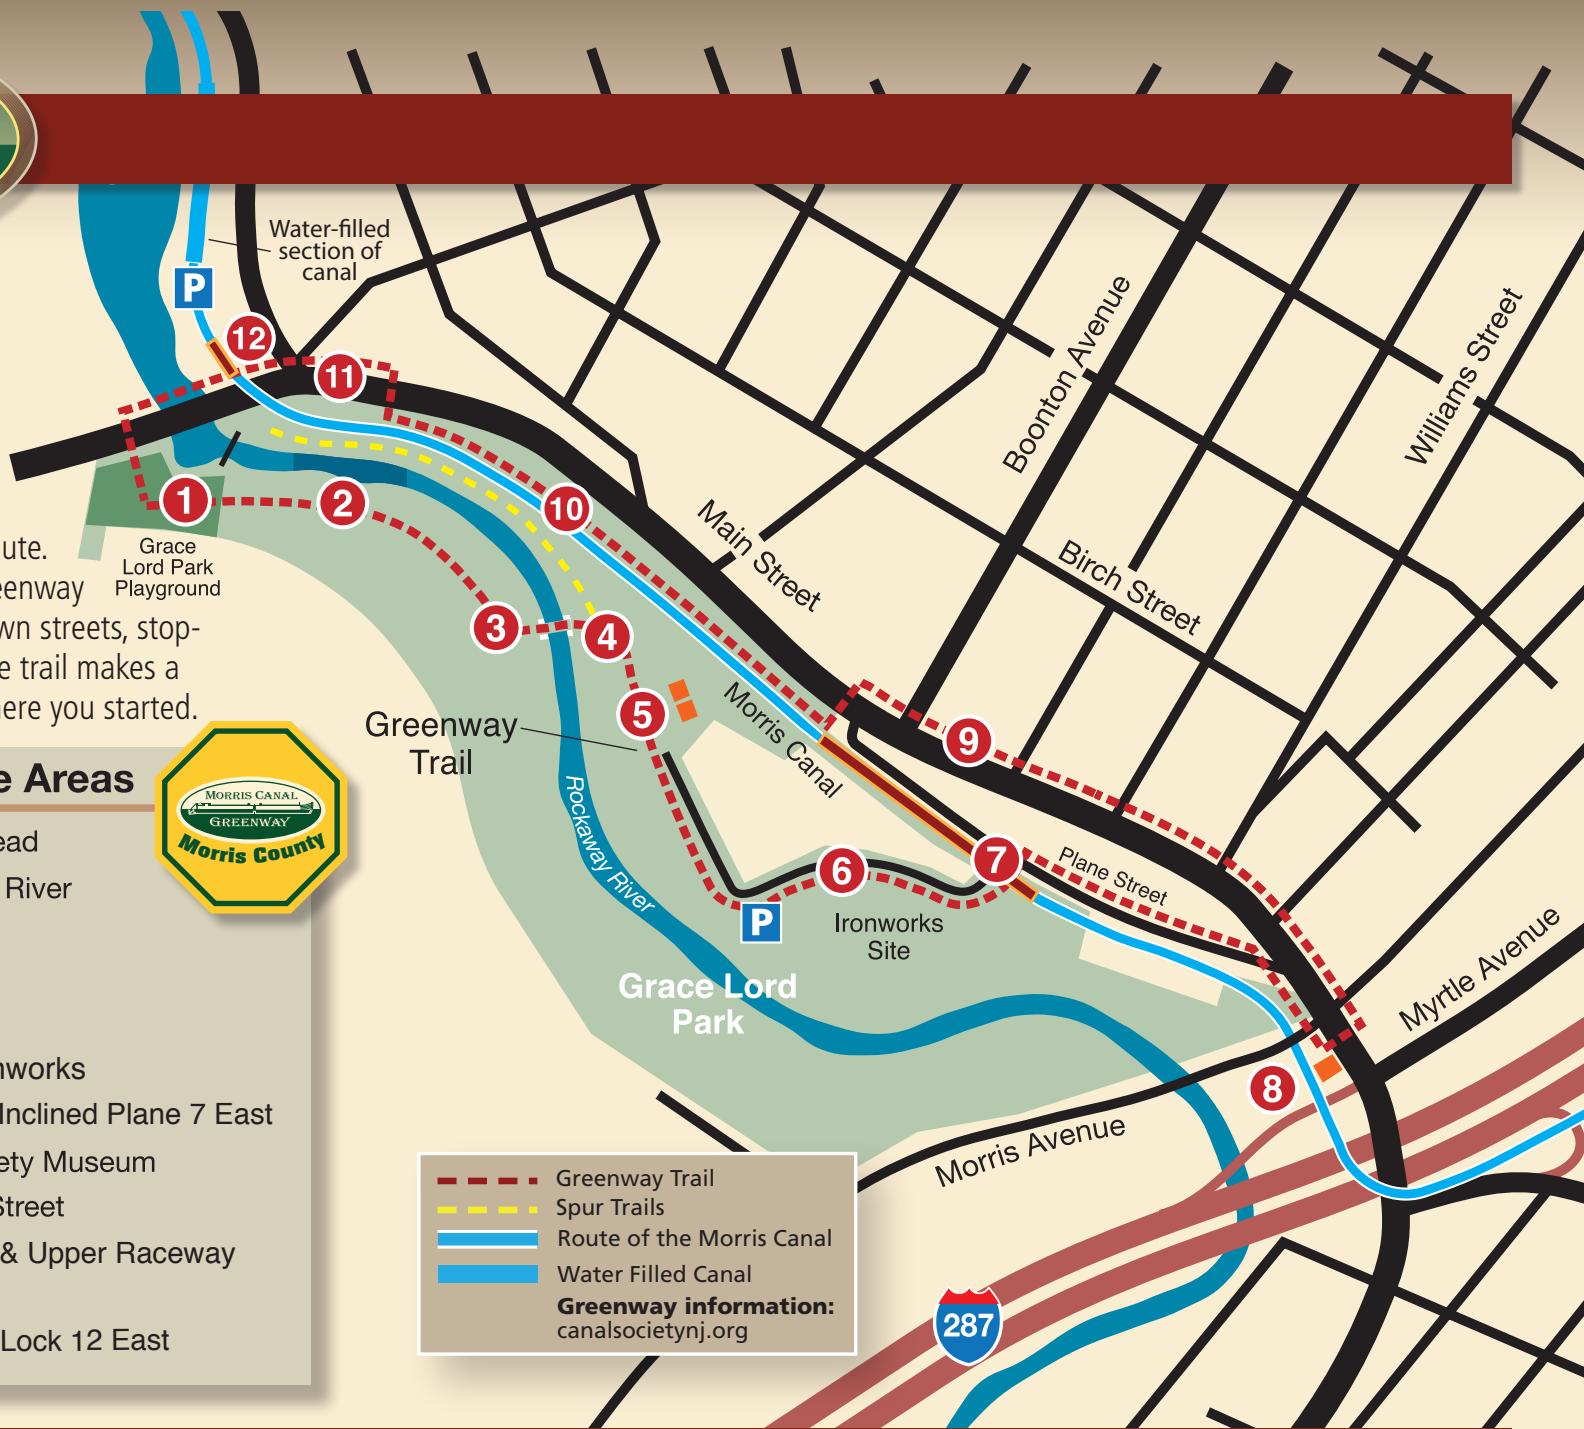 Water-filled
section of
canal
P
12
11
1
2
3
4
5
6
7
8
9
10
Grace
Lord Park
Playground
ute.
eenway
wn streets, stop-
e trail makes a
here you started.
Boonton Avenue
Williams Street
Main Street
Birch Street
Greenway
Trail
Morris Canal
Rockaway River
Plane Street
P
Ironworks
Site
Grace Lord
Park
Myrtle Avenue
Morris Avenue
287
e Areas
MORRIS CANAL
GREENWAY
Morris County
ead
River
nworks
Inclined Plane 7 East
ety Museum
Street
& Upper Raceway
Lock 12 East
Greenway Trail
Spur Trails
Route of the Morris Canal
Water Filled Canal
Greenway information:
canalsocietynj.org